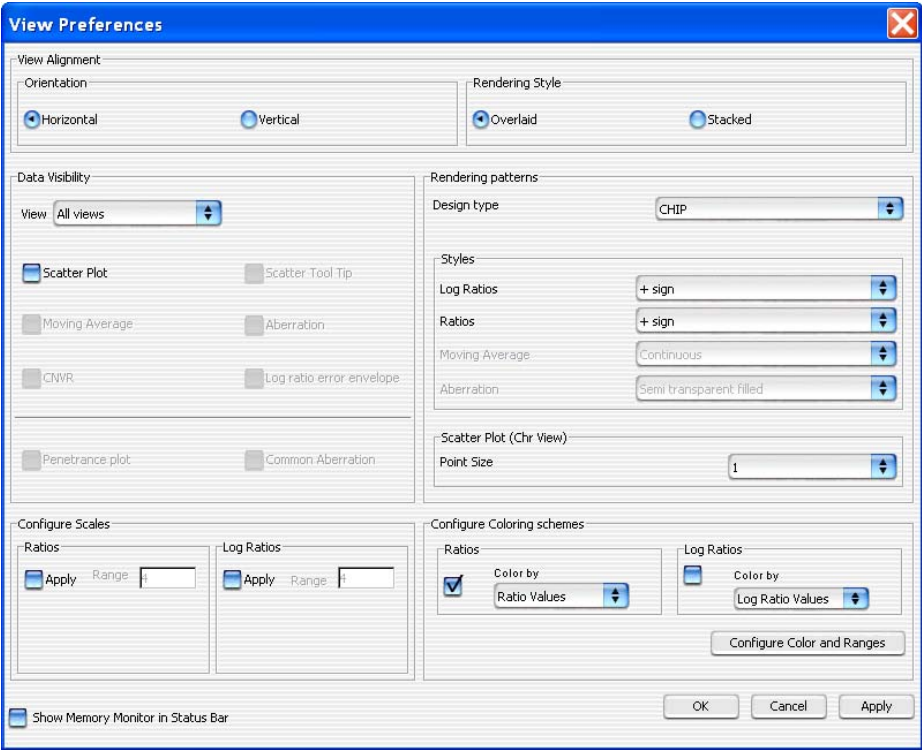 View Preferences
View Alignment
Orientation
Horizontal
Vertical
Rendering Style
Overlaid
Stacked
Data Visibility
View All views
Scatter Plot
Scatter Tool Tip
Moving Average
Aberration
CNVR
Log ratio error envelope
Penetrance plot
Common Aberration
Rendering patterns
Design type CHIP
Styles
Log Ratios + sign
Ratios + sign
Moving Average Continuous
Aberration Semi transparent filled
Scatter Plot (Chr View)
Point Size 1
Configure Scales
Ratios
Apply Range 4
Log Ratios
Apply Range 4
Configure Coloring schemes
Ratios
Color by
Ratio Values
Log Ratios
Color by
Log Ratio Values
Configure Color and Ranges
Show Memory Monitor in Status Bar
OK Cancel Apply